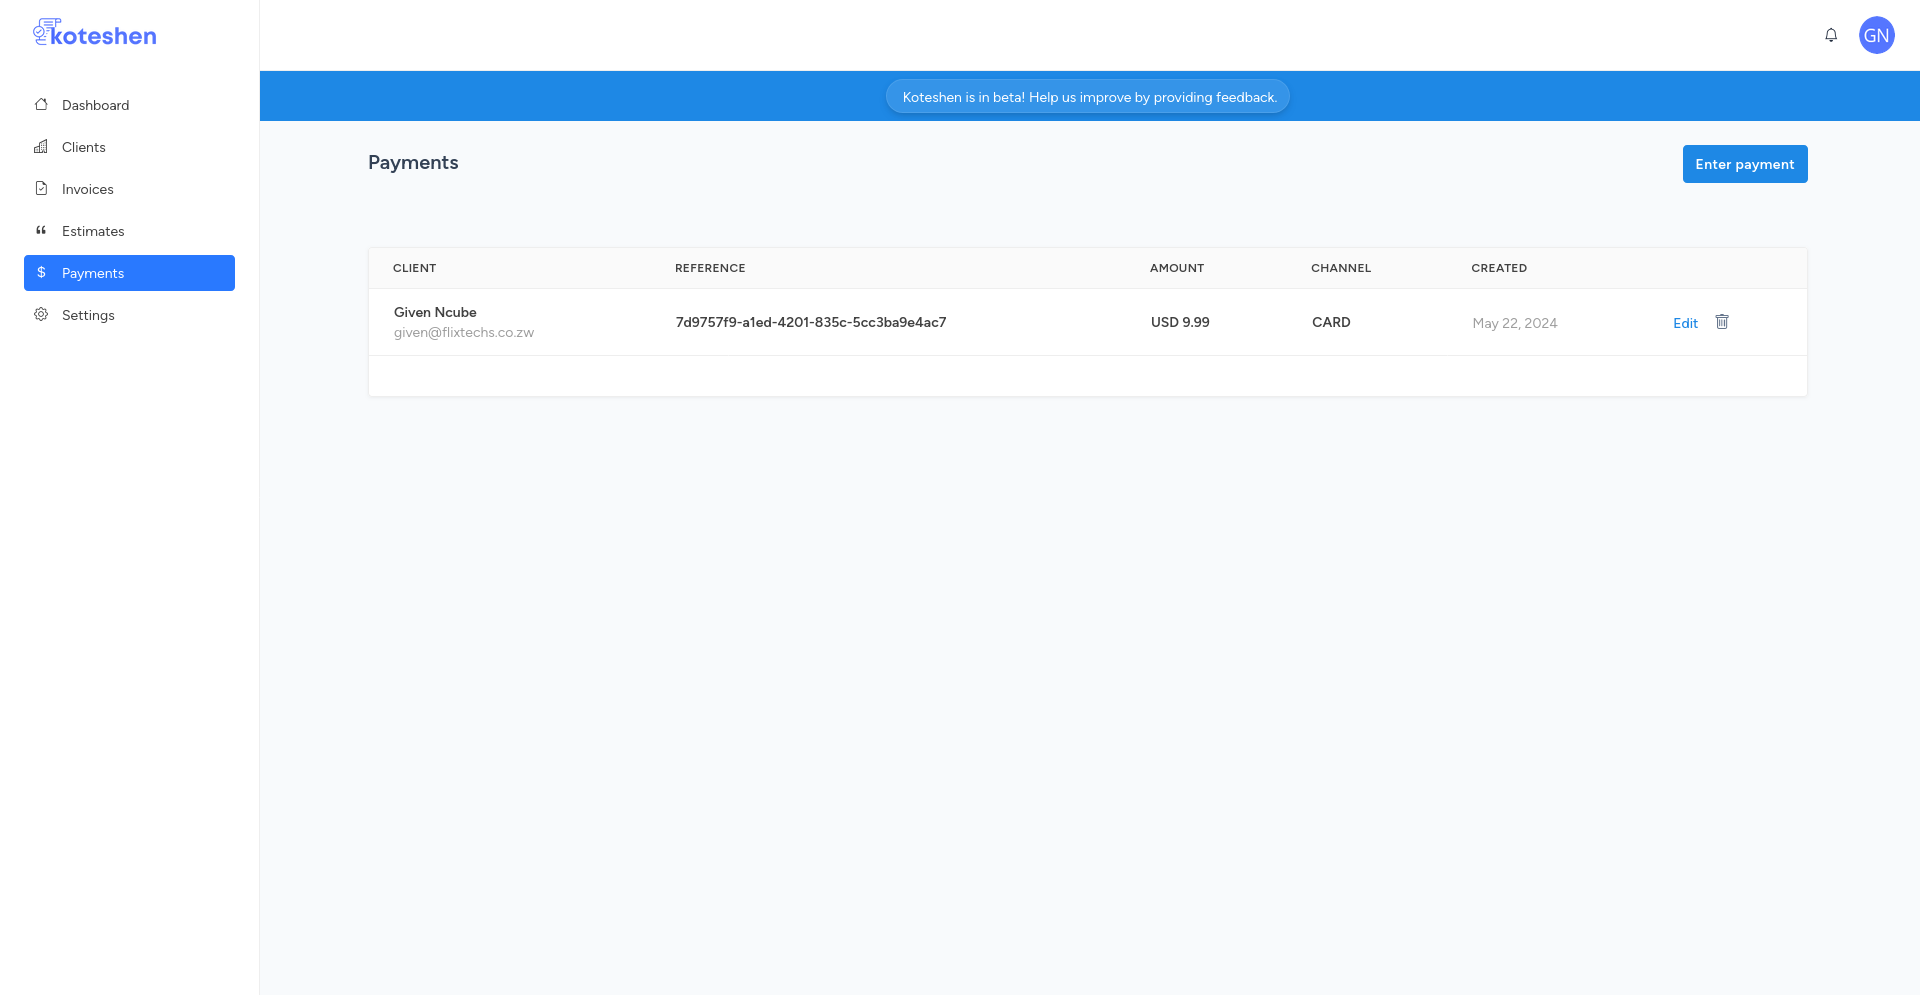 koteshen
GN
Dashboard
Clients
Invoices
Estimates
Payments
Settings
Koteshen is in beta! Help us improve by providing feedback.
Payments
Enter payment
CLIENT REFERENCE AMOUNT CHANNEL CREATED
Given Ncube
given@flixtechs.co.zw
7d9757f9-a1ed-4201-835c-5cc3ba9e4ac7 USD 9.99 CARD May 22, 2024 Edit